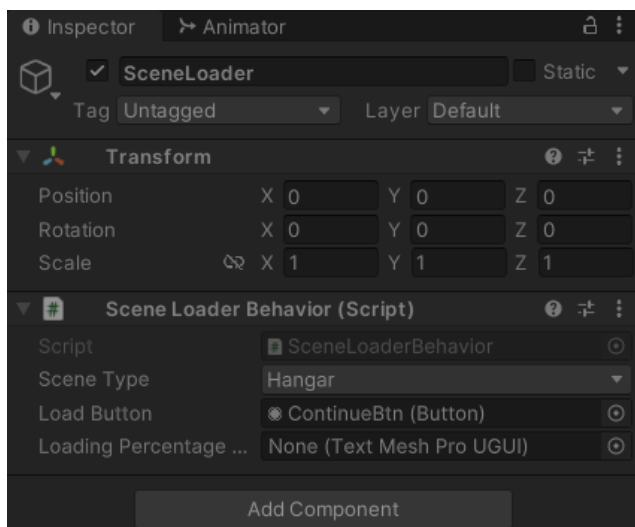 Inspector Animator
SceneLoader Static
Tag Untagged Layer Default
Transform
Position X 0 Y 0 Z 0
Rotation X 0 Y 0 Z 0
Scale X 1 Y 1 Z 1
# Scene Loader Behavior (Script)
Script # SceneLoaderBehavior
Scene Type Hangar
Load Button ContinueBtn (Button)
Loading Percentage ... None (Text Mesh Pro UGUI)
Add Component